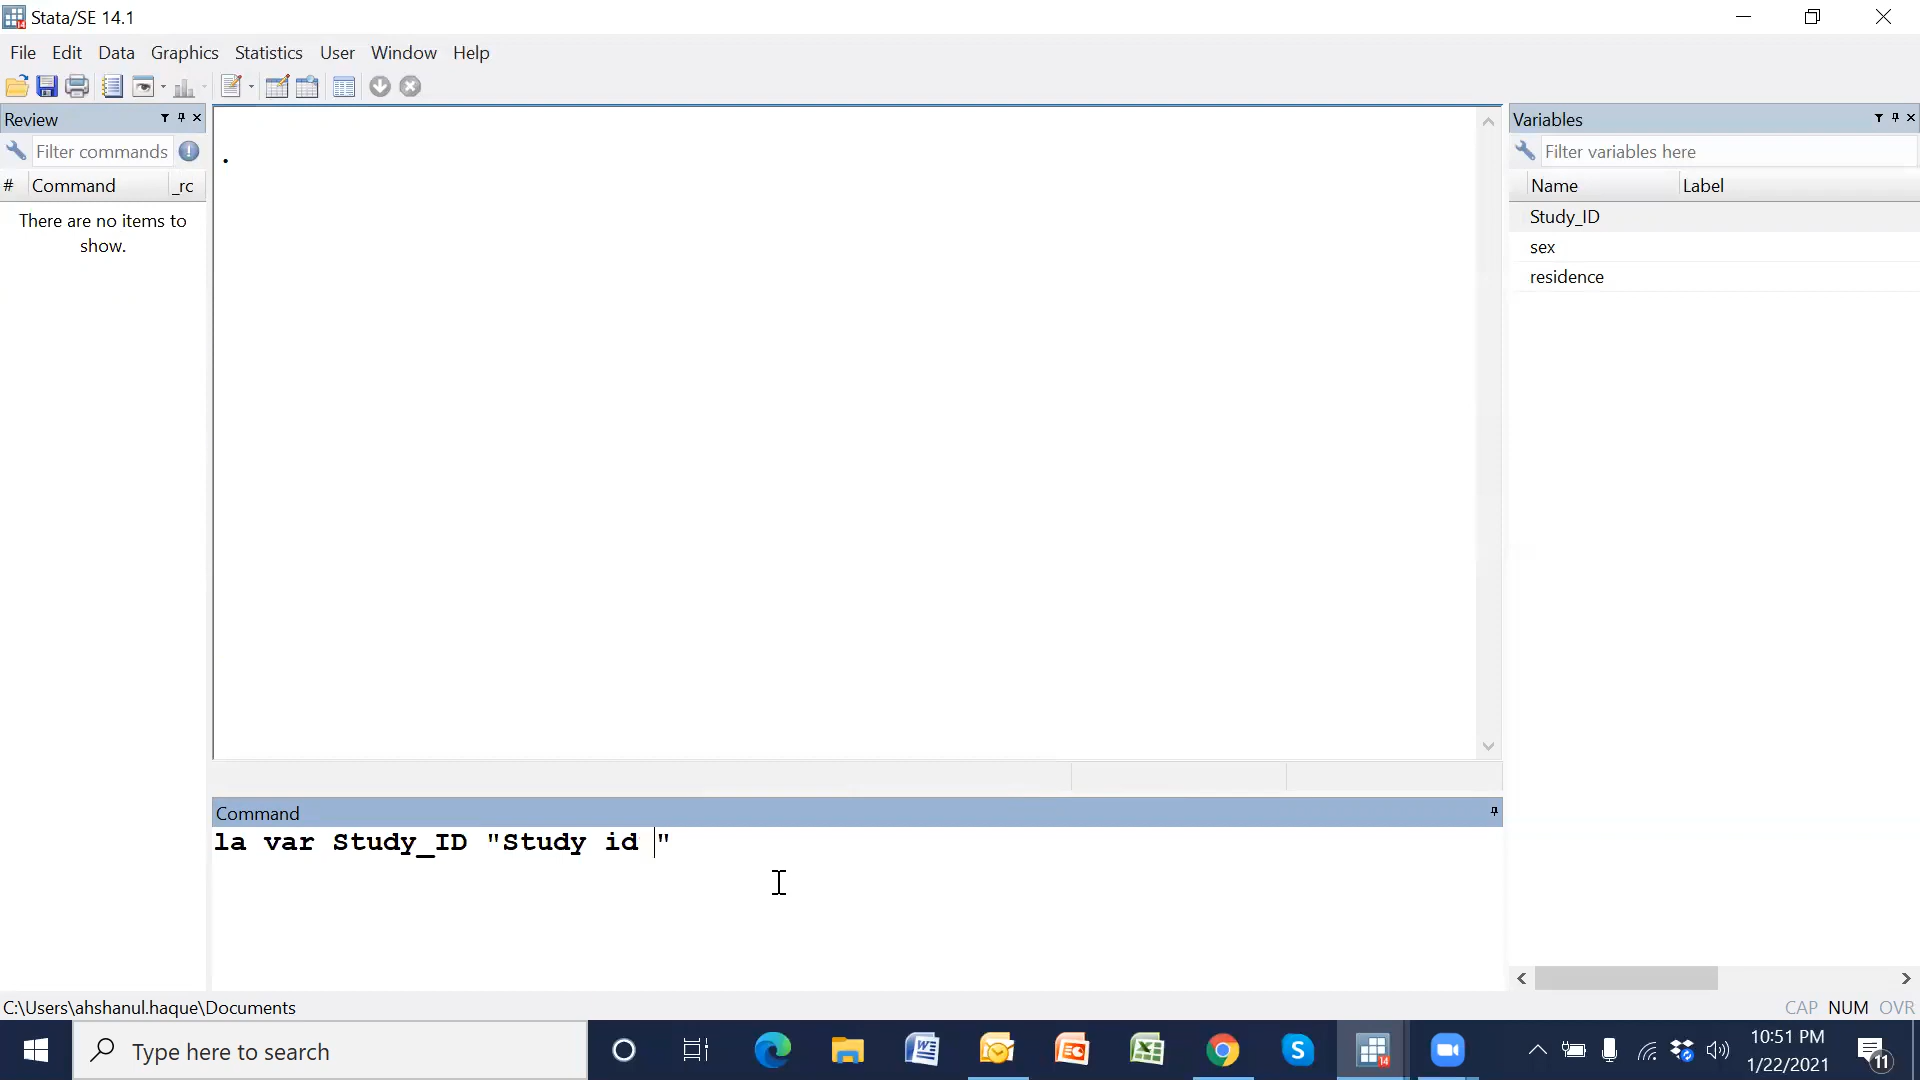 Stata/SE 14.1
File Edit Data Graphics Statistics User Window Help
Review
Filter commands
# Command _rc
There are no items to
show.
.
Variables
Filter variables here
Name Label
Study_ID
sex
residence
Command
la var Study_ID "Study id "
C:\Users\ahshanul.haque\Documents
CAP NUM OVR
Type here to search
14
10:51 PM
1/22/2021
11